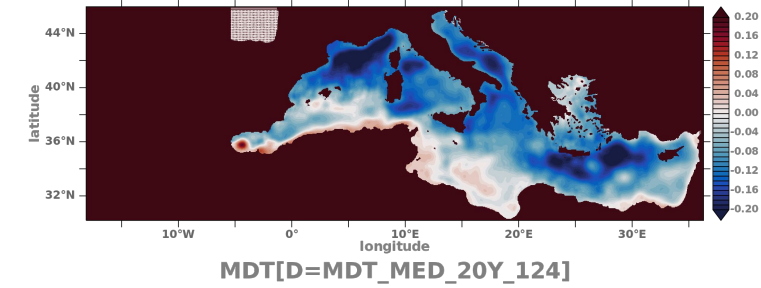 44°N
40°N
36°N
32°N
latitude
10°W
0°
10°E
20°E
30°E
longitude
0.20
0.16
0.12
0.08
0.04
0.00
-0.04
-0.08
-0.12
-0.16
-0.20
MDT[D=MDT_MED_20Y_124]